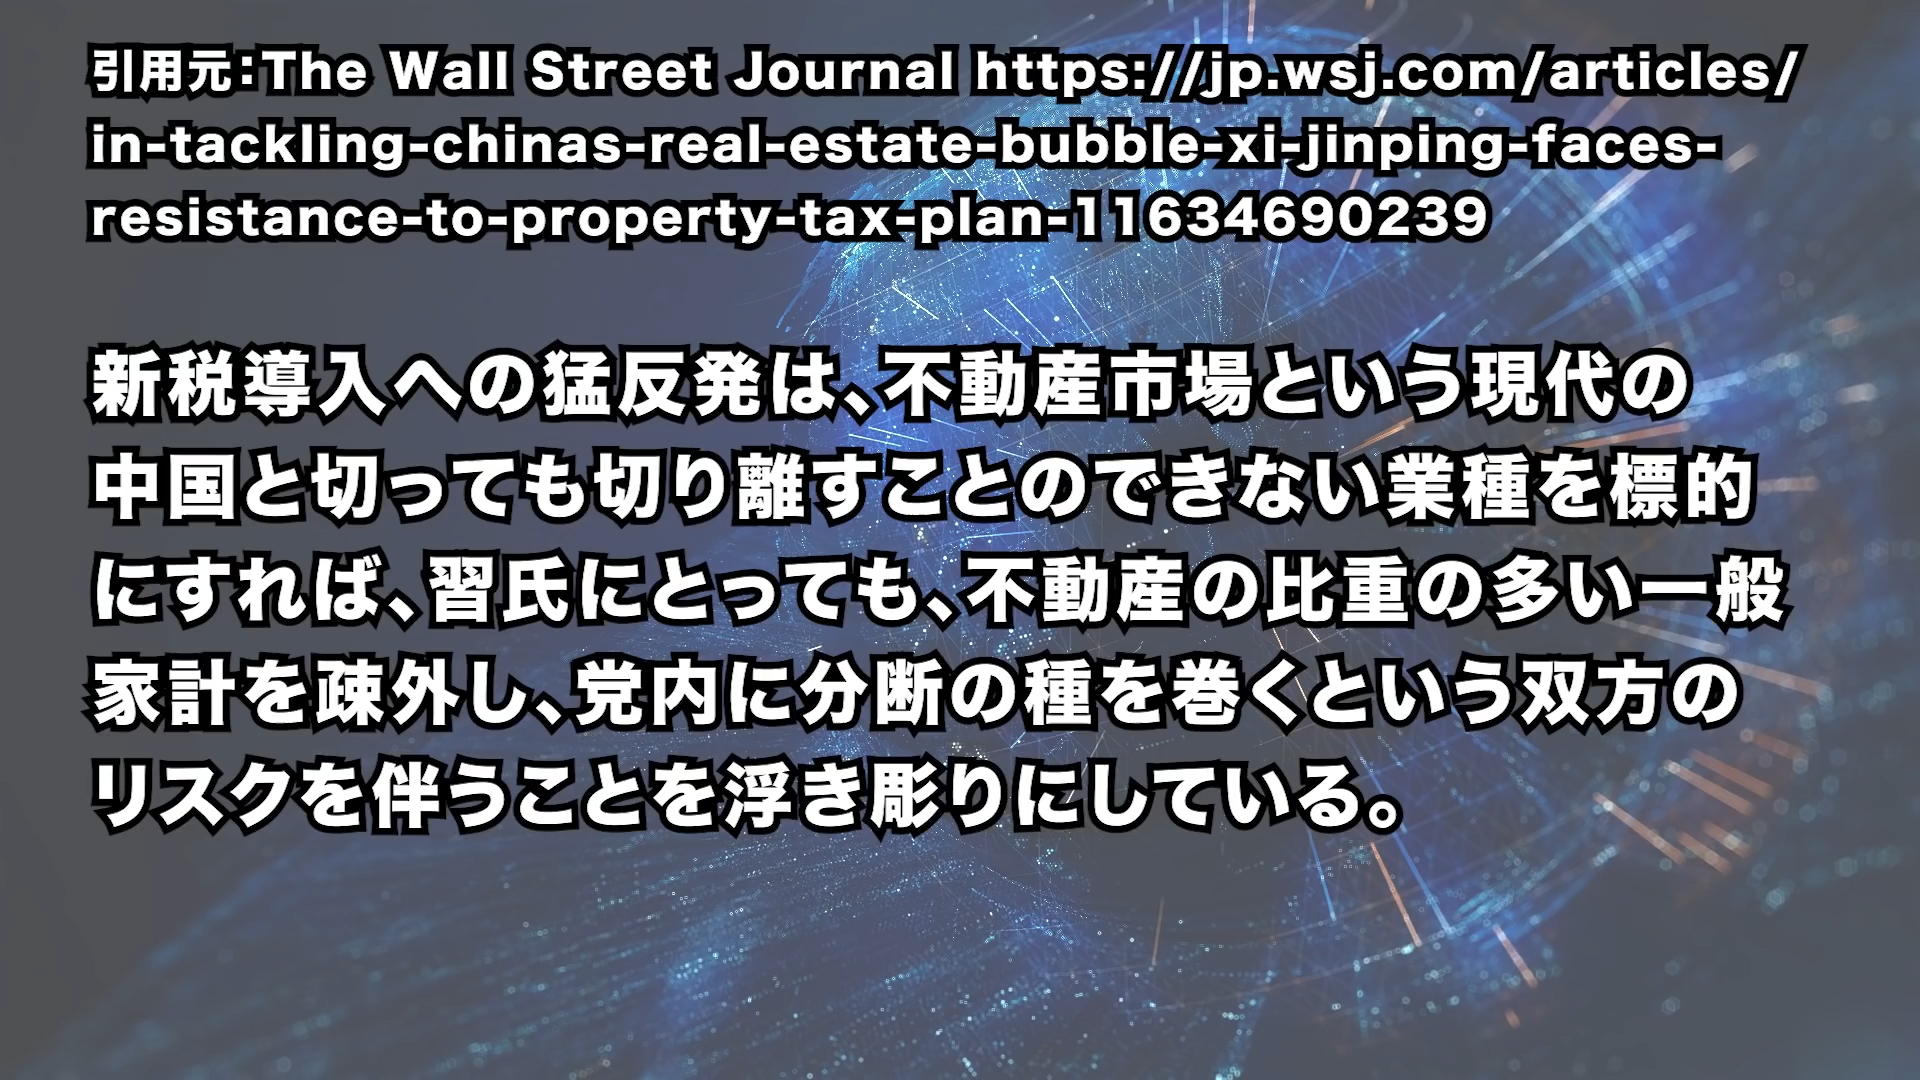 引用元：The Wall Street Journal https://jp.wsj.com/articles/
in-tackling-chinas-real-estate-bubble-xi-jinping-faces-
resistance-to-property-tax-plan-11634690239
新税導入への猛反発は、不動産市場という現代の
中国と切っても切り離すことのできない業種を標的
にすれば、習氏にとっても、不動産の比重の多い一般
家計を疎外し、党内に分断の種を巻くという双方の
リスクを伴うことを浮き彫りにしている。